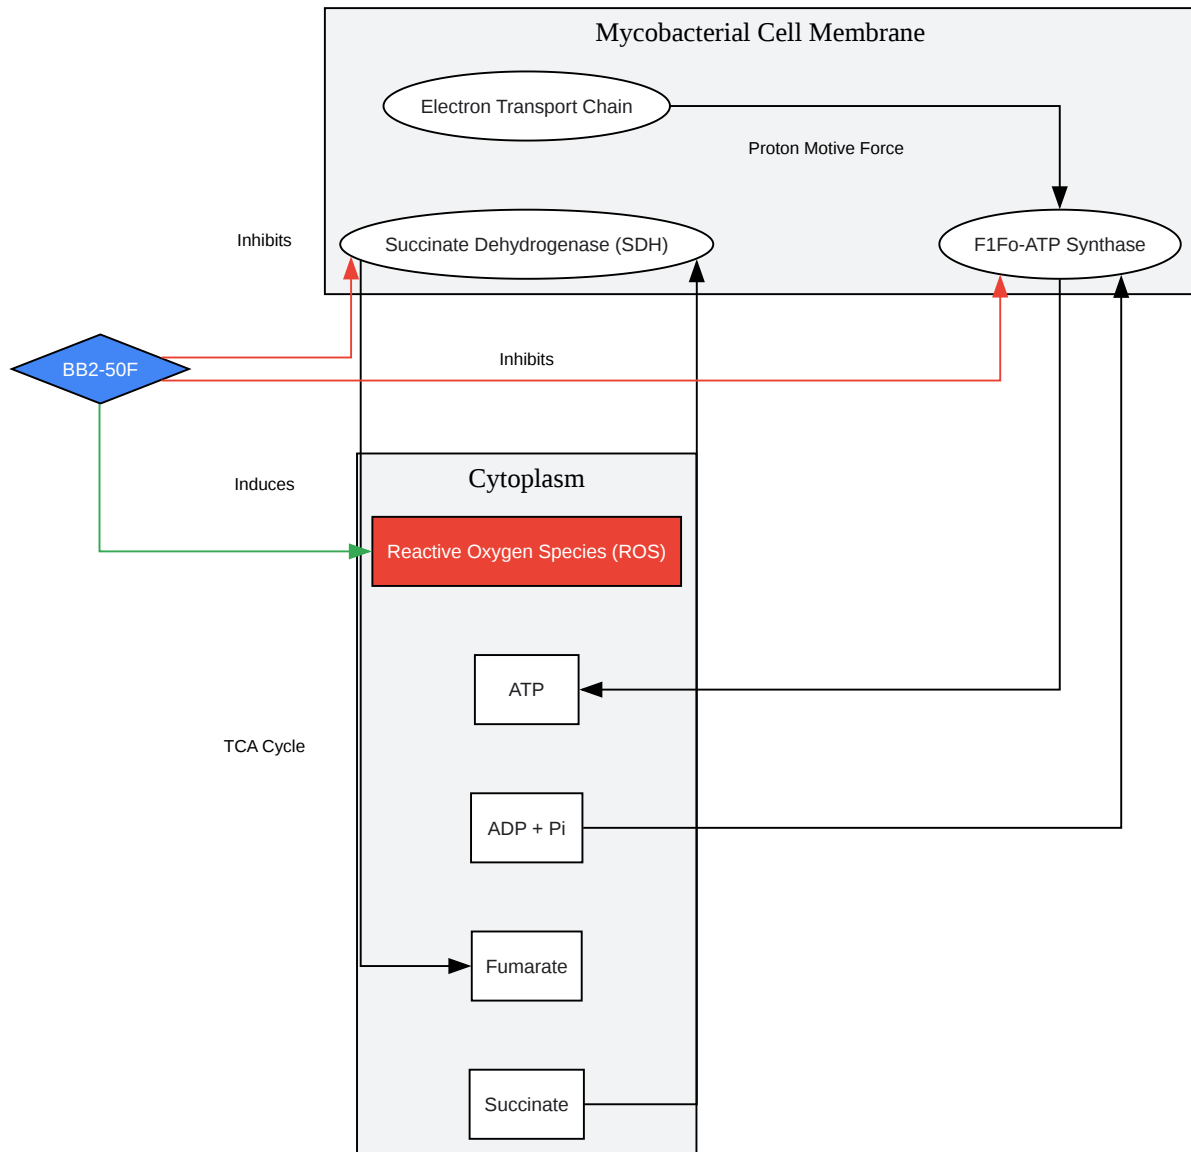 Mycobacterial Cell Membrane
Electron Transport Chain
Proton Motive Force
Inhibits
Succinate Dehydrogenase (SDH)
F1Fo-ATP Synthase
BB2-50F
Inhibits
Cytoplasm
Induces
Reactive Oxygen Species (ROS)
ATP
TCA Cycle
ADP + Pi
Fumarate
Succinate